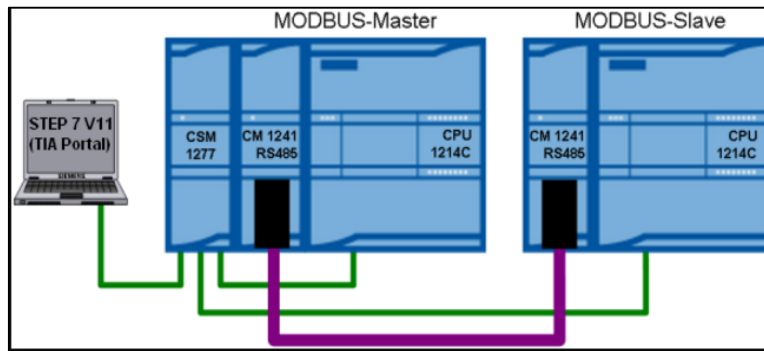 MODBUS-Master
MODBUS-Slave
STEP 7 V11
(TIA Portal)
SIEMENS
CSM
1277
CM 1241
RS485
CPU
1214C
CM 1241
RS485
CPU
1214C